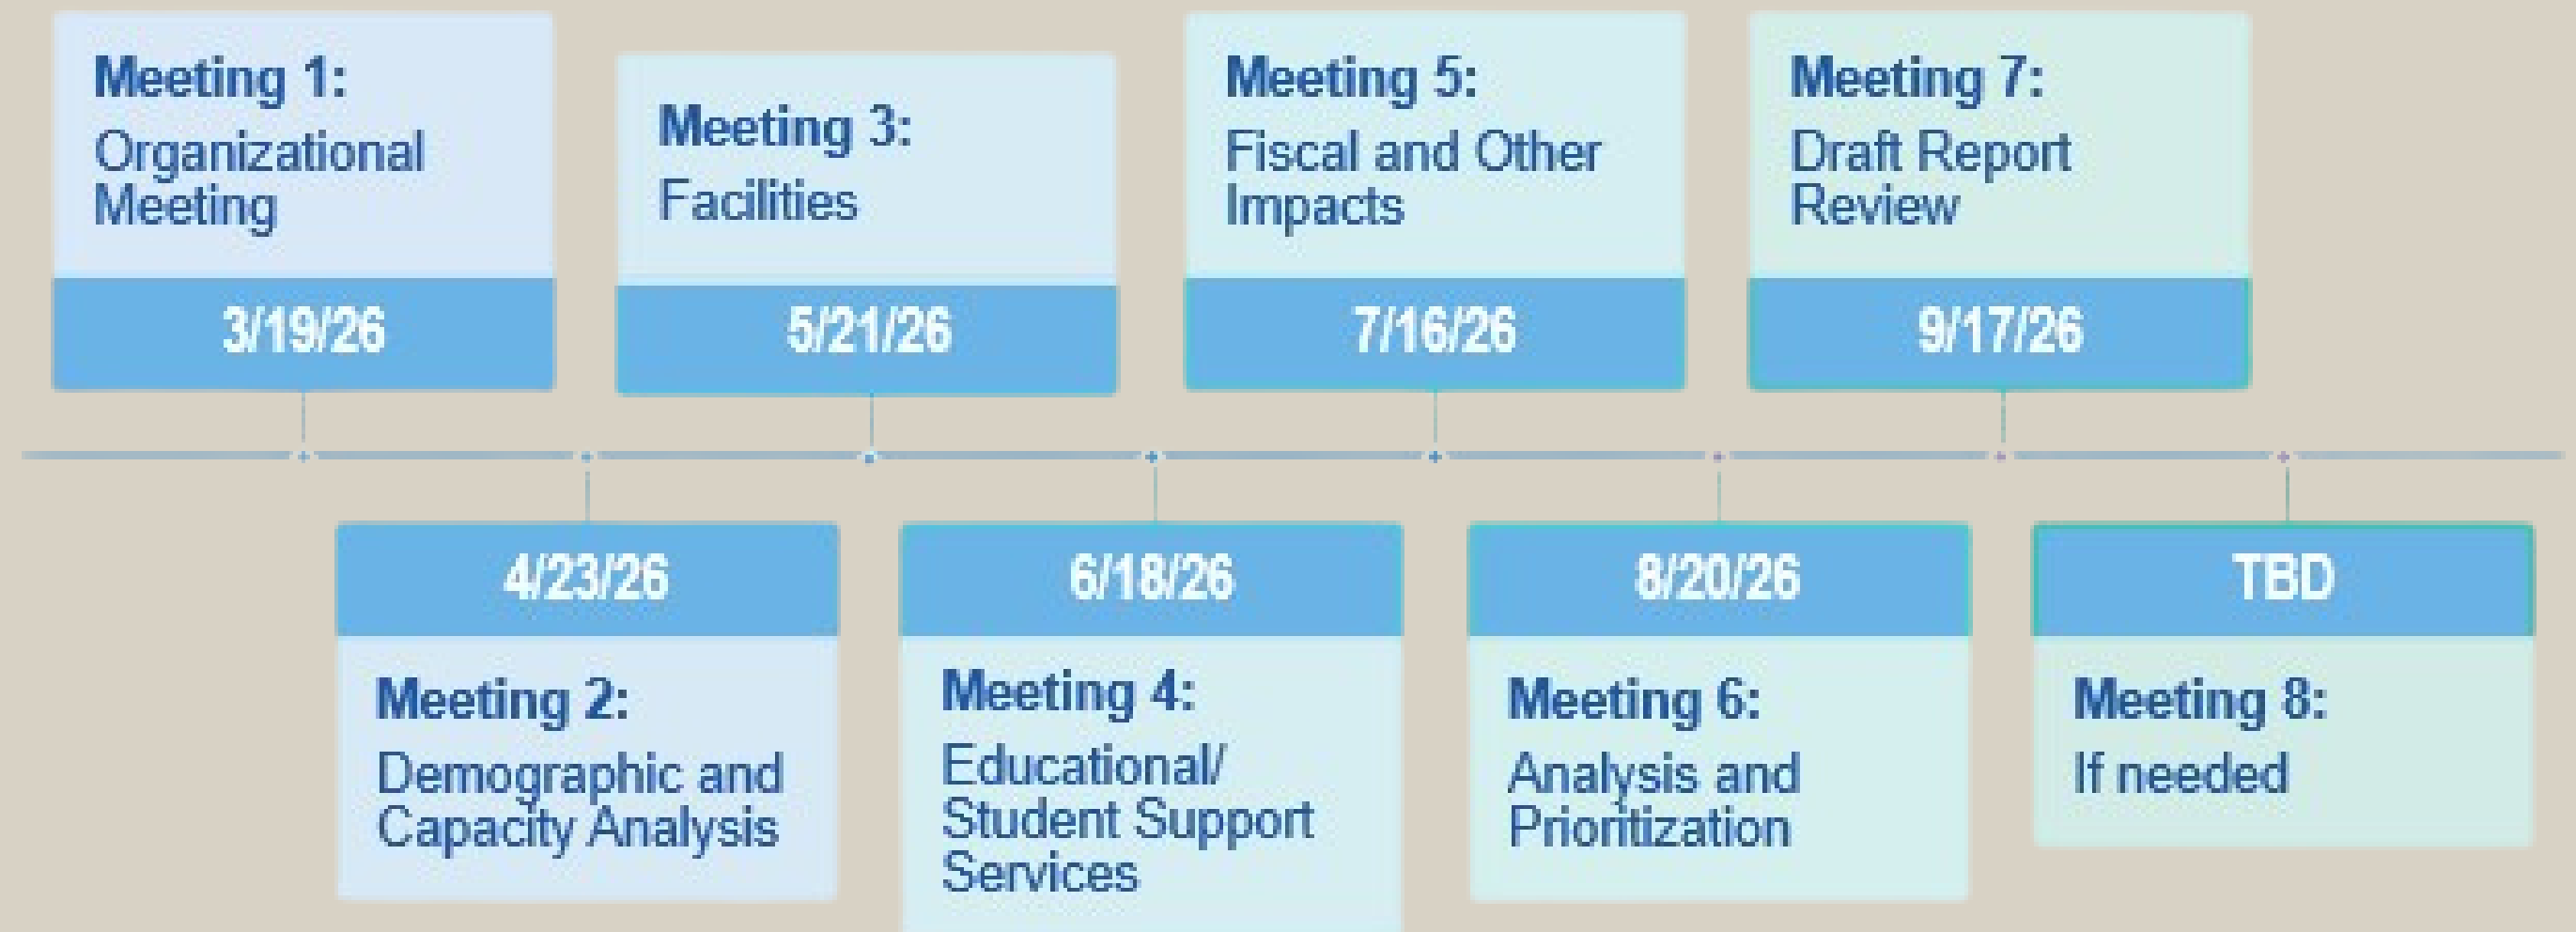 Meeting 1:
Organizational
Meeting
3/19/26
4/23/26
Meeting 2:
Demographic and
Capacity Analysis
Meeting 3:
Facilities
5/21/26
6/18/26
Meeting 4:
Educational/
Student Support
Services
Meeting 5:
Fiscal and Other
Impacts
7/16/26
8/20/26
Meeting 6:
Analysis and
Prioritization
Meeting 7:
Draft Report
Review
9/17/26
TBD
Meeting 8:
If needed